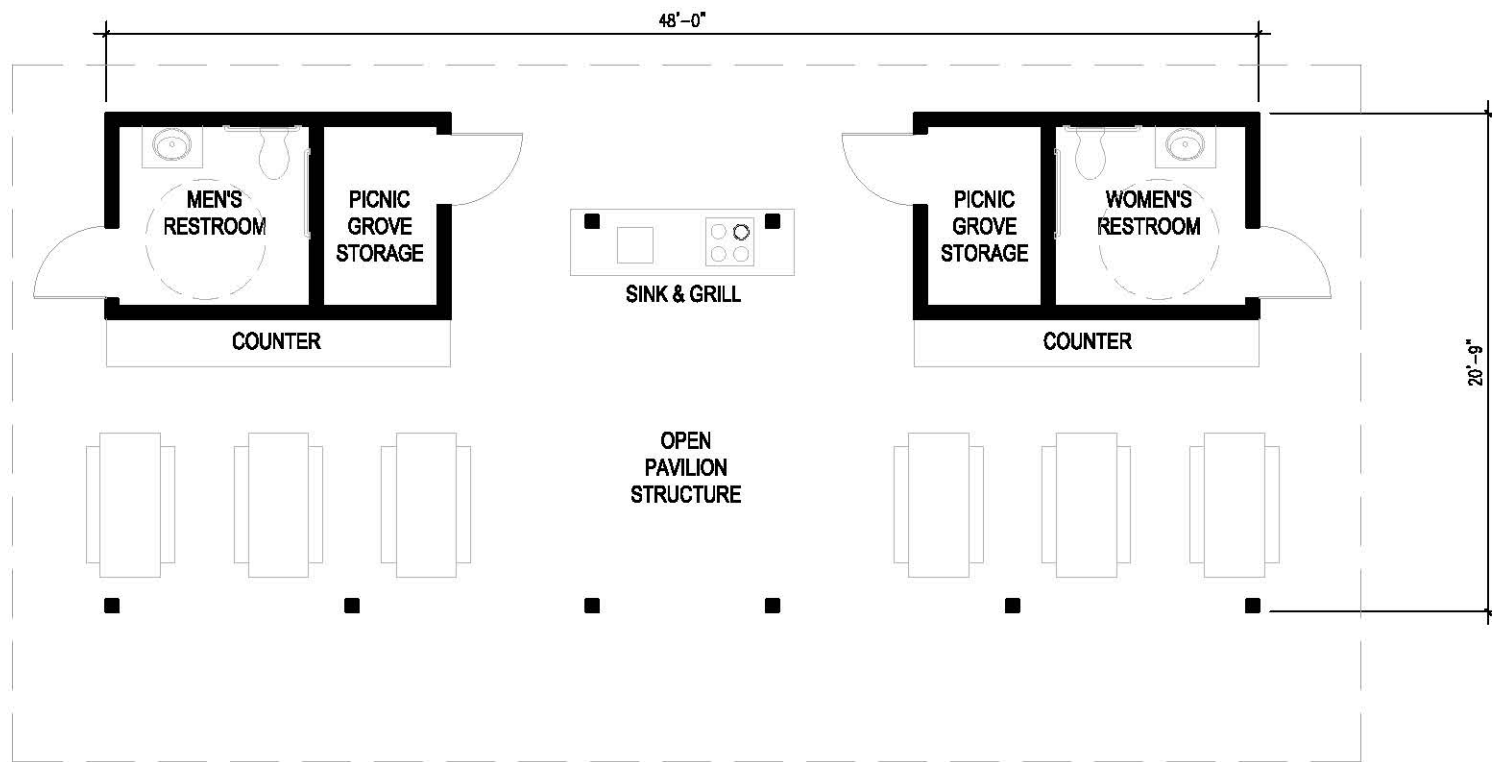 48'-0"
MEN'S
RESTROOM
PICNIC
GROVE
STORAGE
PICNIC
GROVE
STORAGE
WOMEN'S
RESTROOM
SINK & GRILL
COUNTER
COUNTER
20'-9"
OPEN
PAVILION
STRUCTURE